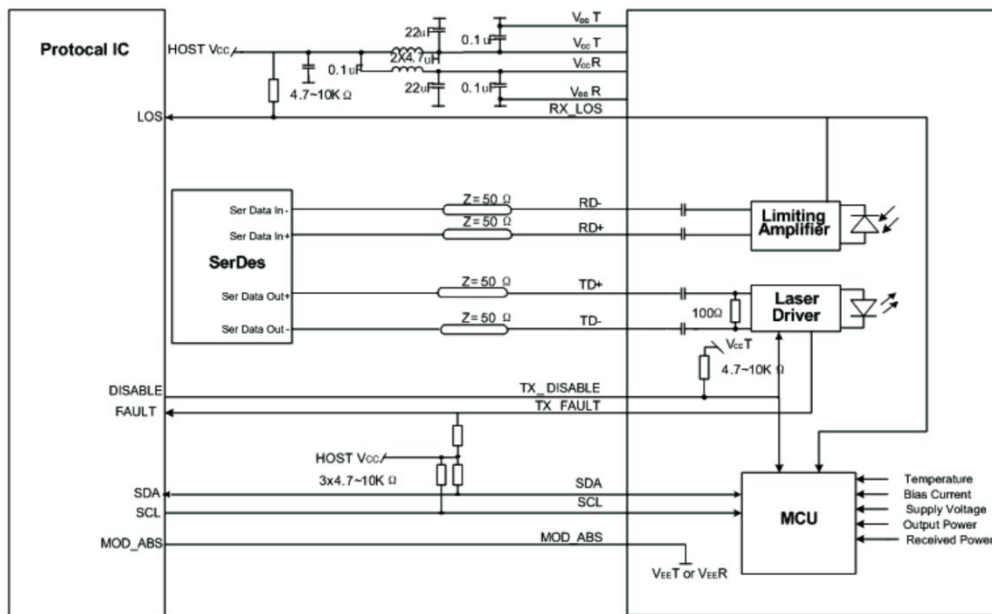 VeeT
22uF
0.1uF
Protocal IC
HOST Vcc
VccT
2X4.7uH
0.1uF
VccR
4.7~10KΩ
22uF
0.1uF
VeeR
LOS
RX_LOS
Z=50 Ω
Ser Data In-
RD-
Z=50 Ω
Limiting
Amplifier
Ser Data In+
RD+
SerDes
Z=50 Ω
Ser Data Out+
TD+
Laser
Driver
100Ω
Z=50 Ω
Ser Data Out-
TD-
VccT
4.7~10K Ω
DISABLE
TX_DISABLE
FAULT
TX_FAULT
HOST Vcc
3x4.7~10K Ω
Temperature
SDA
SDA
Bias Current
SCL
SCL
Supply Voltage
MCU
Output Power
MOD_ABS
MOD_ABS
Received Power
VEET or VEER